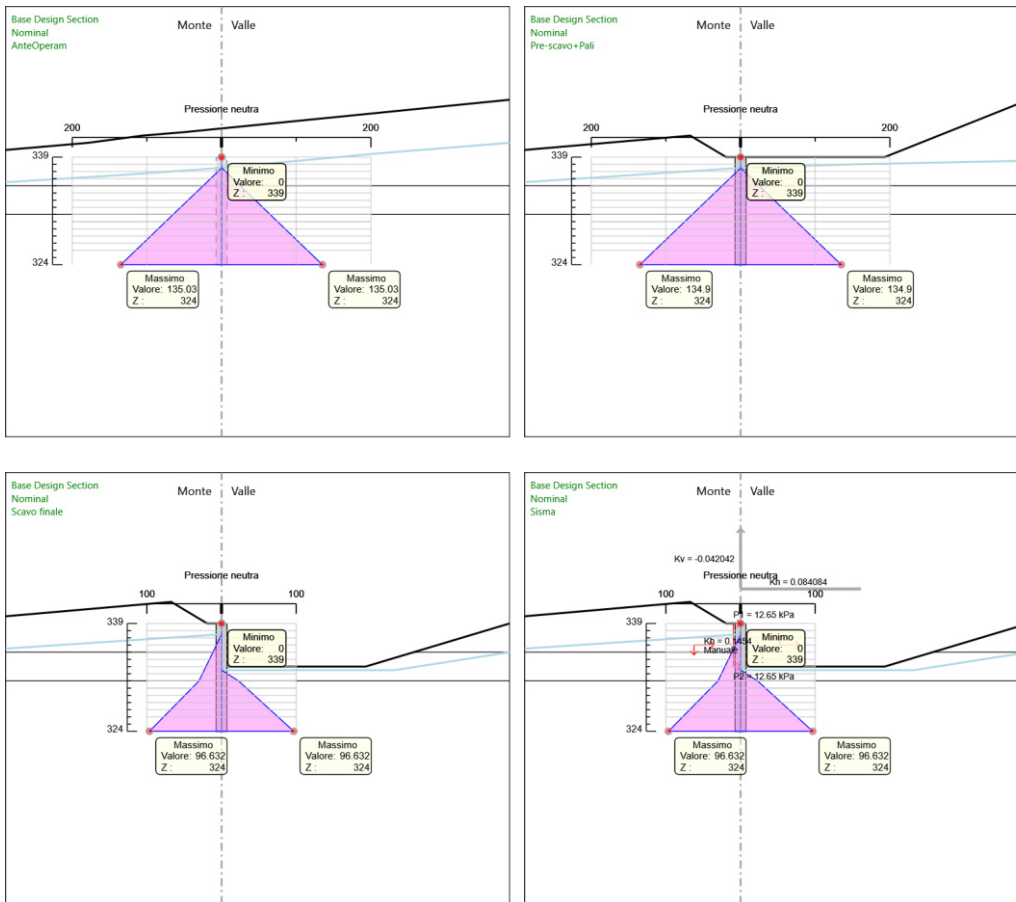 Base Design Section
Nominal
AnteOperam
Monte Valle
Pressione neutra
200 200
339
324
Minimo
Valore: 0
Z : 339
Massimo
Valore: 135.03
Z : 324
Massimo
Valore: 135.03
Z : 324
Base Design Section
Nominal
Pre-scavo+Pali
Monte Valle
Pressione neutra
200 200
339
324
Minimo
Valore: 0
Z : 339
Massimo
Valore: 134.9
Z : 324
Massimo
Valore: 134.9
Z : 324
Base Design Section
Nominal
Scavo finale
Monte Valle
Pressione neutra
100 100
339
324
Minimo
Valore: 0
Z : 339
Massimo
Valore: 96.632
Z : 324
Massimo
Valore: 96.632
Z : 324
Base Design Section
Nominal
Sisma
Monte Valle
Kv = -0.042042
Pressione neutra
Kh = 0.084084
100 100
P1 = 12.65 kPa
339
324
Kh =
Manuale
Minimo
Valore: 0
Z : 339
P2 = 12.65 kPa
Massimo
Valore: 96.632
Z : 324
Massimo
Valore: 96.632
Z : 324